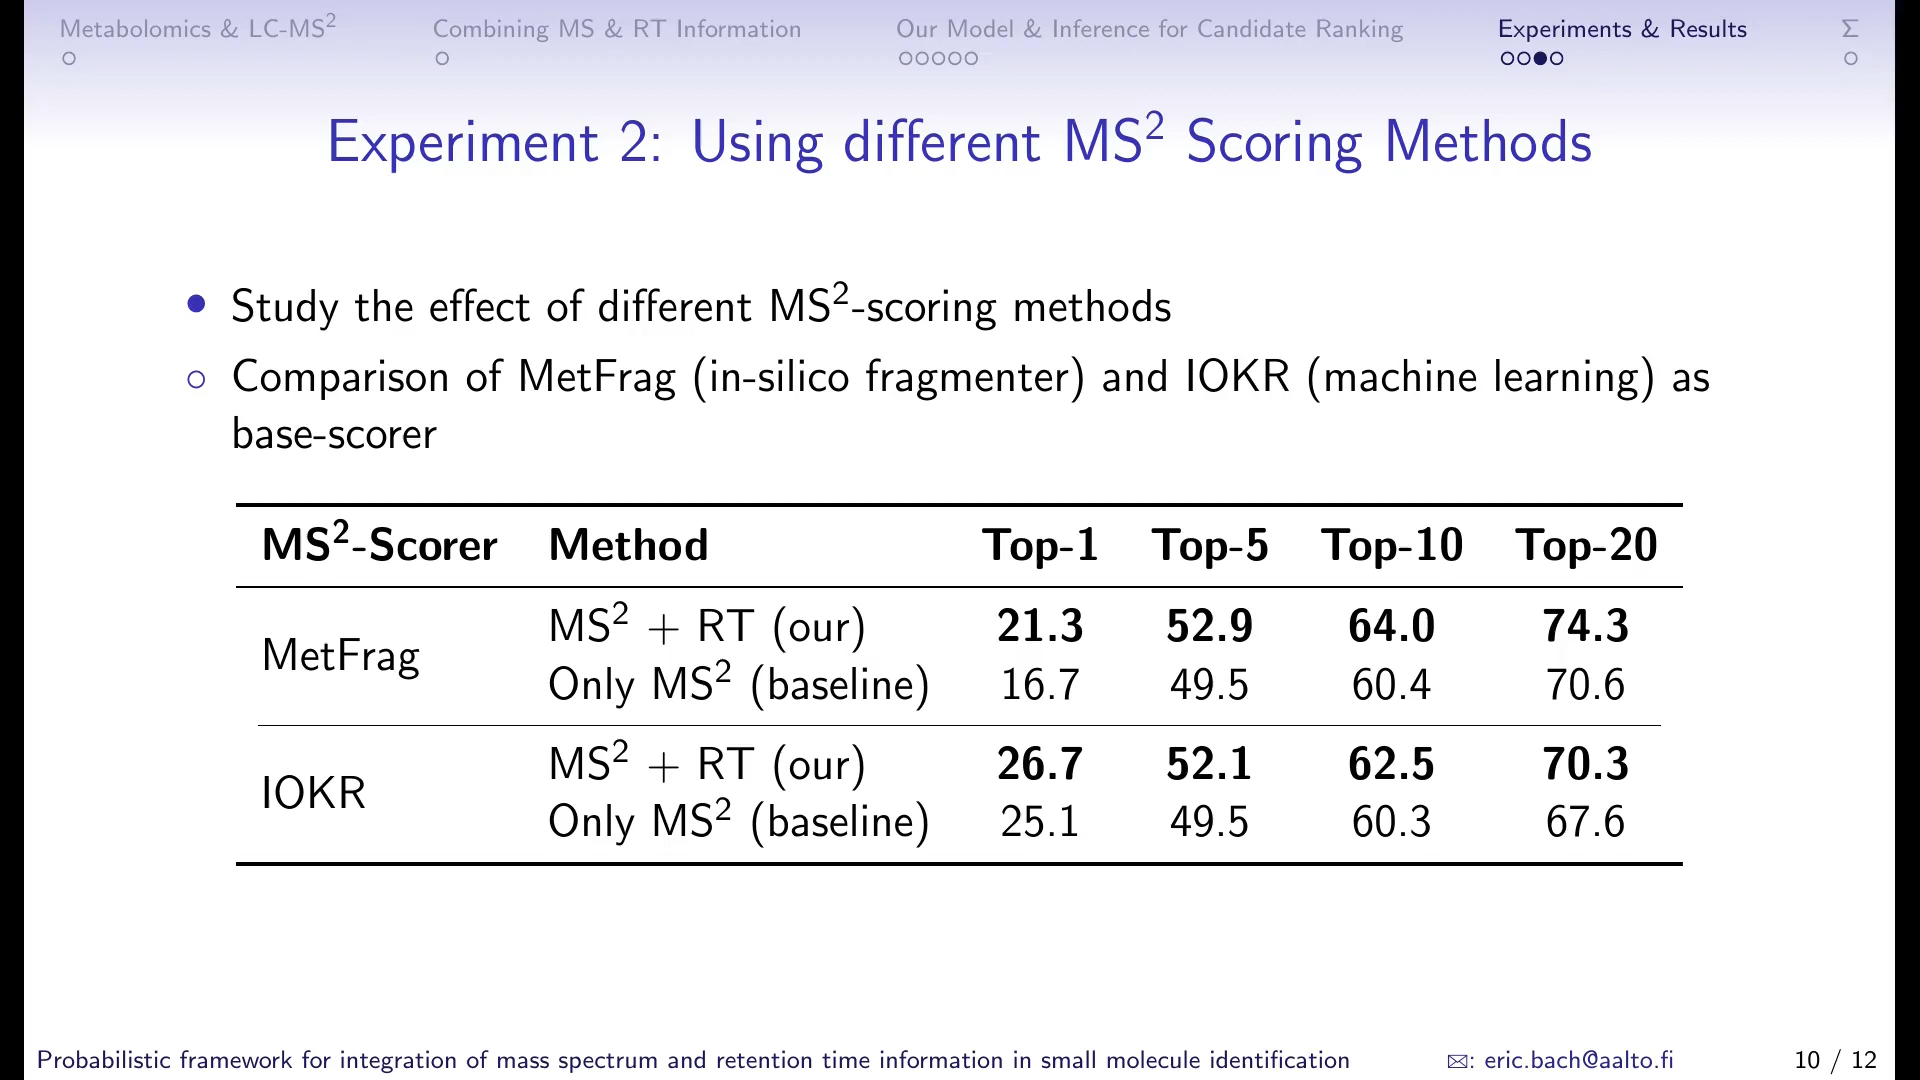 Metabolomics & LC-MS² Combining MS & RT Information Our Model & Inference for Candidate Ranking Experiments & Results Σ
Experiment 2: Using different MS² Scoring Methods
• Study the effect of different MS²-scoring methods
○ Comparison of MetFrag (in-silico fragmenter) and IOKR (machine learning) as
base-scorer
MS²-Scorer Method Top-1 Top-5 Top-10 Top-20
MetFrag
MS² + RT (our) 21.3 52.9 64.0 74.3
Only MS² (baseline) 16.7 49.5 60.4 70.6
IOKR
MS² + RT (our) 26.7 52.1 62.5 70.3
Only MS² (baseline) 25.1 49.5 60.3 67.6
Probabilistic framework for integration of mass spectrum and retention time information in small molecule identification ✉: eric.bach@aalto.fi 10 / 12